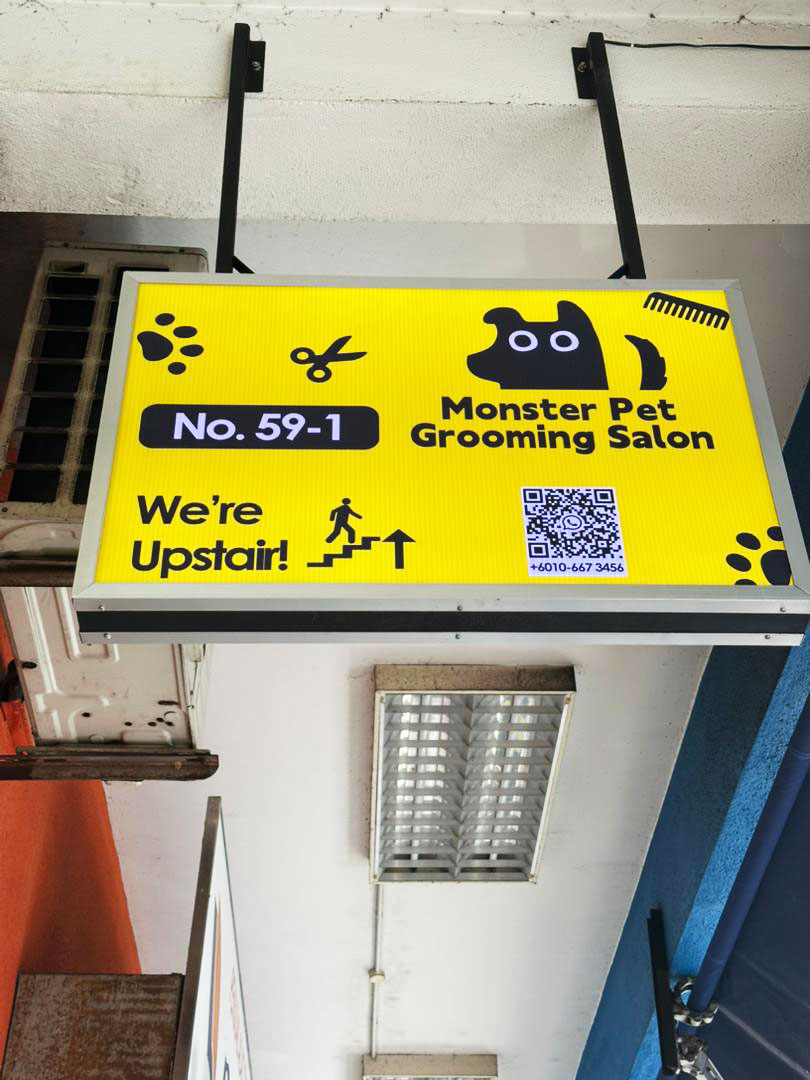 No. 59-1
We're
Upstair!
Monster Pet
Grooming Salon
+6010-667 3456